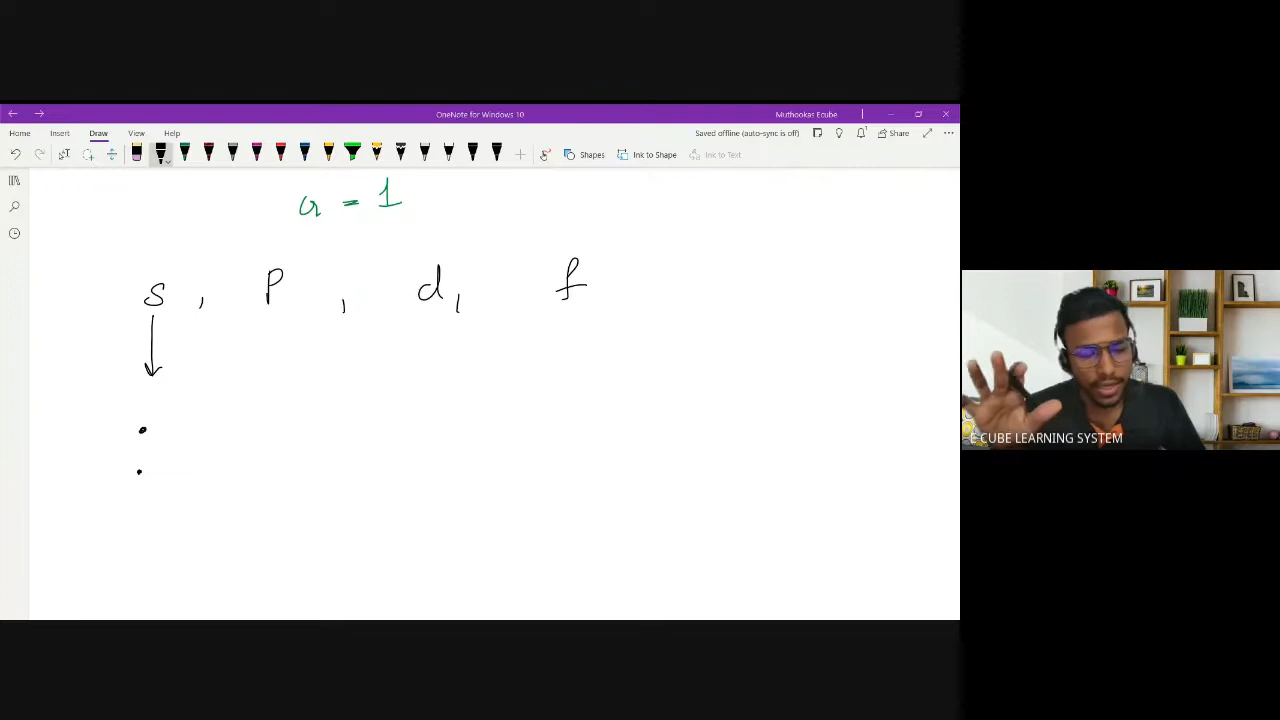 OneNote for Windows 10
Muthookas Ecube
Home Insert Draw View Help
Saved offline (auto-sync is off)
Share
Shapes
Ink to Shape
Ink to Text
a = 1
s, p, d, f
E CUBE LEARNING SYSTEM